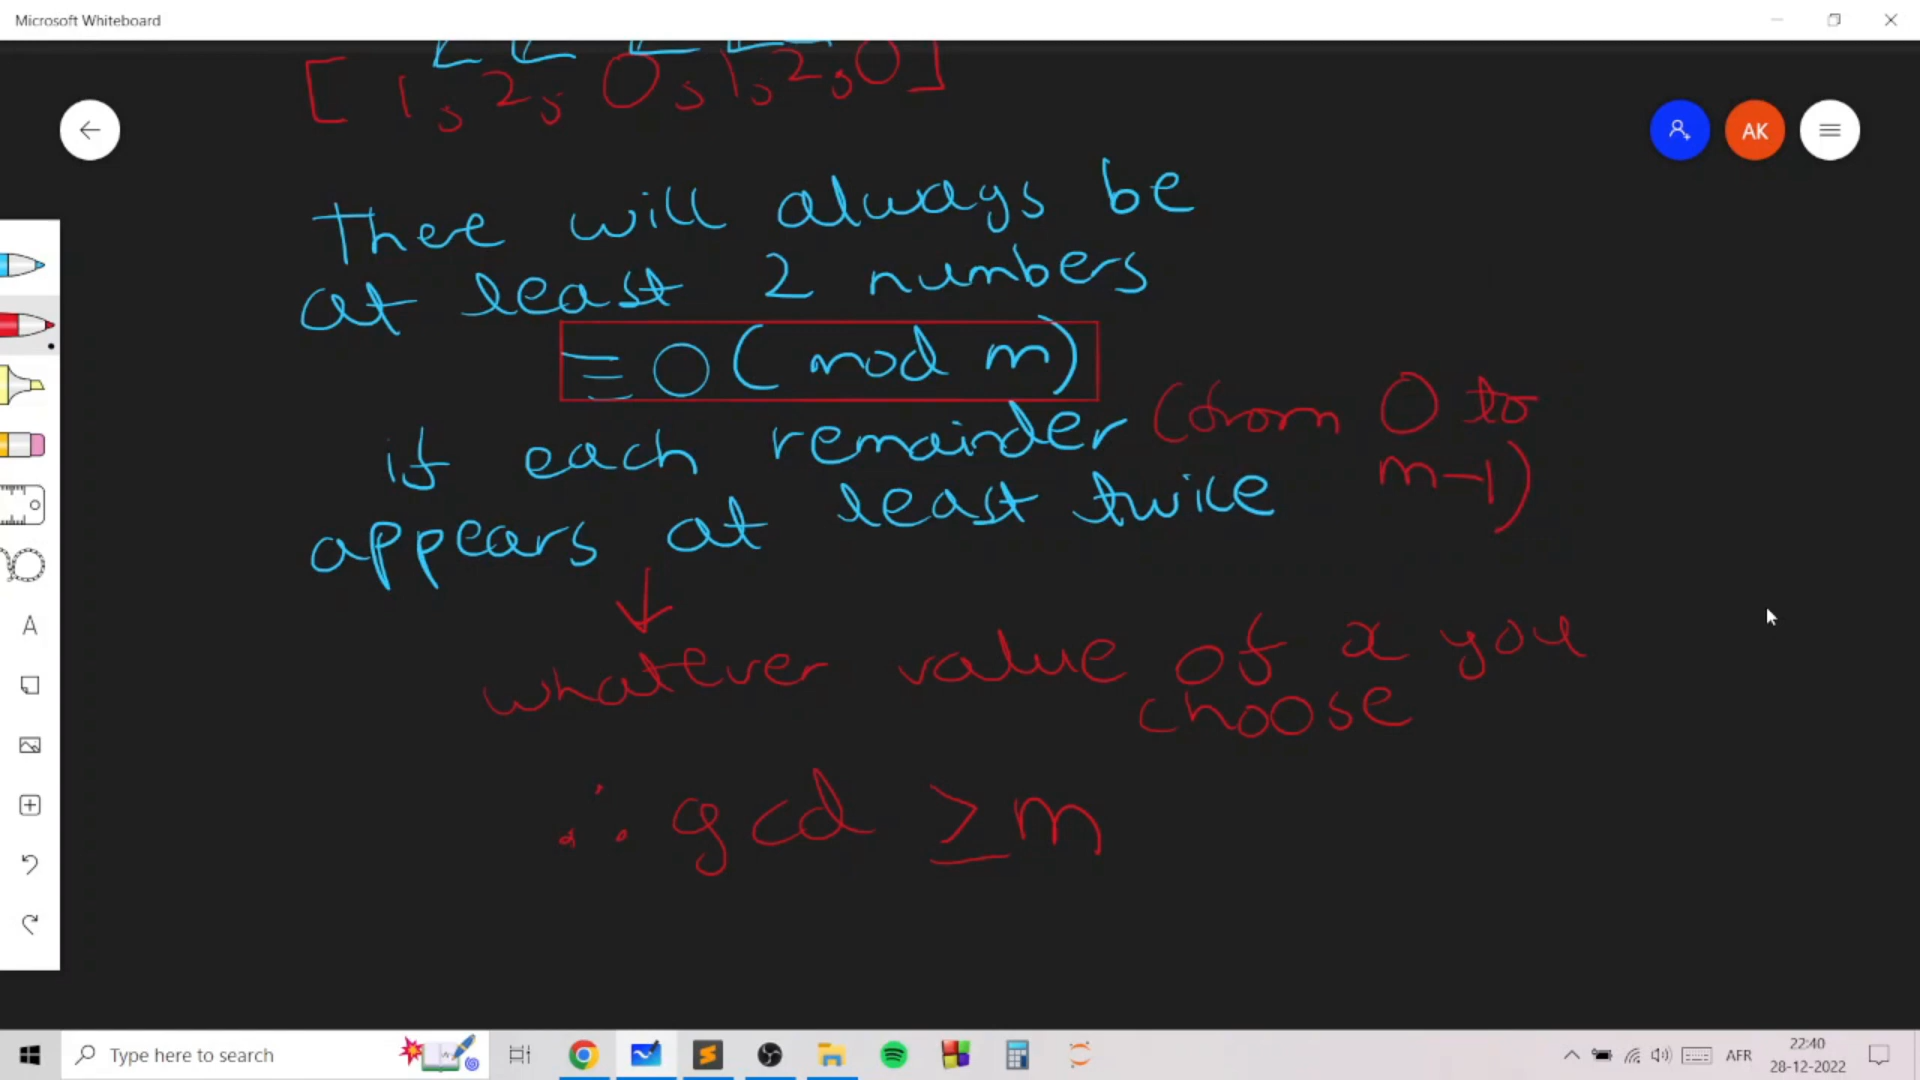 Microsoft Whiteboard
[ 1, 2, 0, 1, 2, 0 ]
AK
There will always be
at least 2 numbers
≡ 0 (mod m)
if each remainder (from 0 to
m-1)
appears at least twice
↓
whatever value of x you
choose
∴ gcd ≥ m
A
Type here to search
AFR
22:40
28-12-2022